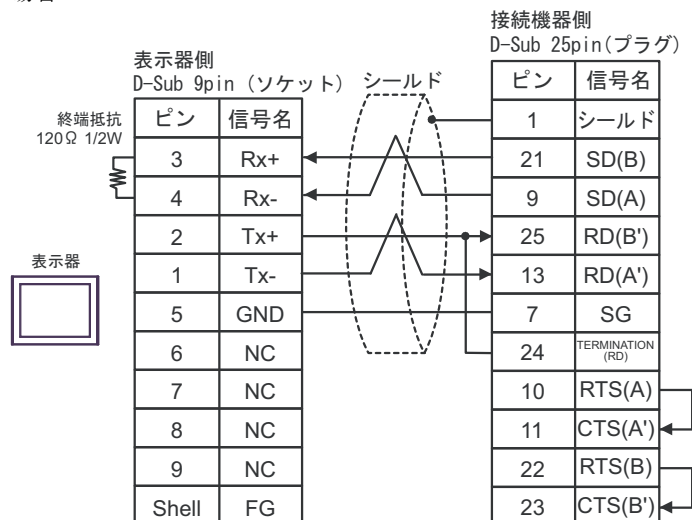 接続機器側
D-Sub 25pin(プラグ)
表示器側
D-Sub 9pin (ソケット)
シールド
終端抵抗
120Ω 1/2W
表示器
ピン 信号名
3 Rx+
4 Rx-
2 Tx+
1 Tx-
5 GND
6 NC
7 NC
8 NC
9 NC
Shell FG
ピン 信号名
1 シールド
21 SD(B)
9 SD(A)
25 RD(B')
13 RD(A')
7 SG
24 TERMINATION
(RD)
10 RTS(A)
11 CTS(A')
22 RTS(B)
23 CTS(B')